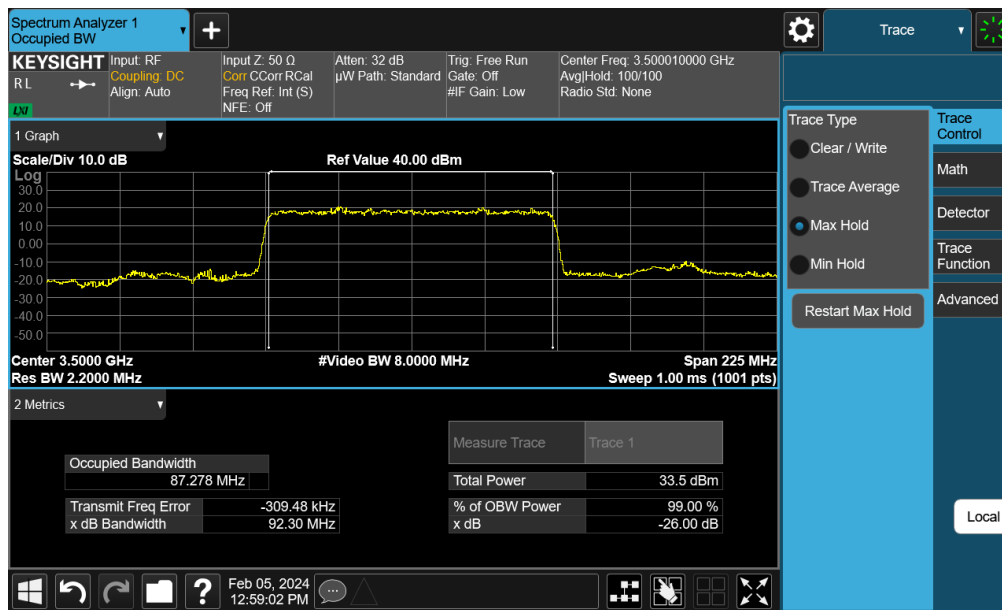 Spectrum Analyzer 1
Occupied BW
+
Trace
KEYSIGHT
R L
LXI
Input: RF
Coupling: DC
Align: Auto
Input Z: 50 Ω
Corr CCorr RCal
Freq Ref: Int (S)
NFE: Off
Atten: 32 dB
µW Path: Standard
Trig: Free Run
Gate: Off
#IF Gain: Low
Center Freq: 3.500010000 GHz
Avg|Hold: 100/100
Radio Std: None
1 Graph
Scale/Div 10.0 dB
Ref Value 40.00 dBm
Log
30.0
20.0
10.0
0.00
-10.0
-20.0
-30.0
-40.0
-50.0
Center 3.5000 GHz
#Video BW 8.0000 MHz
Span 225 MHz
Res BW 2.2000 MHz
Sweep 1.00 ms (1001 pts)
2 Metrics
Measure Trace
Trace 1
Occupied Bandwidth
87.278 MHz
Total Power
33.5 dBm
Transmit Freq Error
-309.48 kHz
% of OBW Power
99.00 %
x dB Bandwidth
92.30 MHz
x dB
-26.00 dB
?
Feb 05, 2024
12:59:02 PM
Trace Type
Clear / Write
Trace Average
Max Hold
Min Hold
Restart Max Hold
Trace
Control
Math
Detector
Trace
Function
Advanced
Local